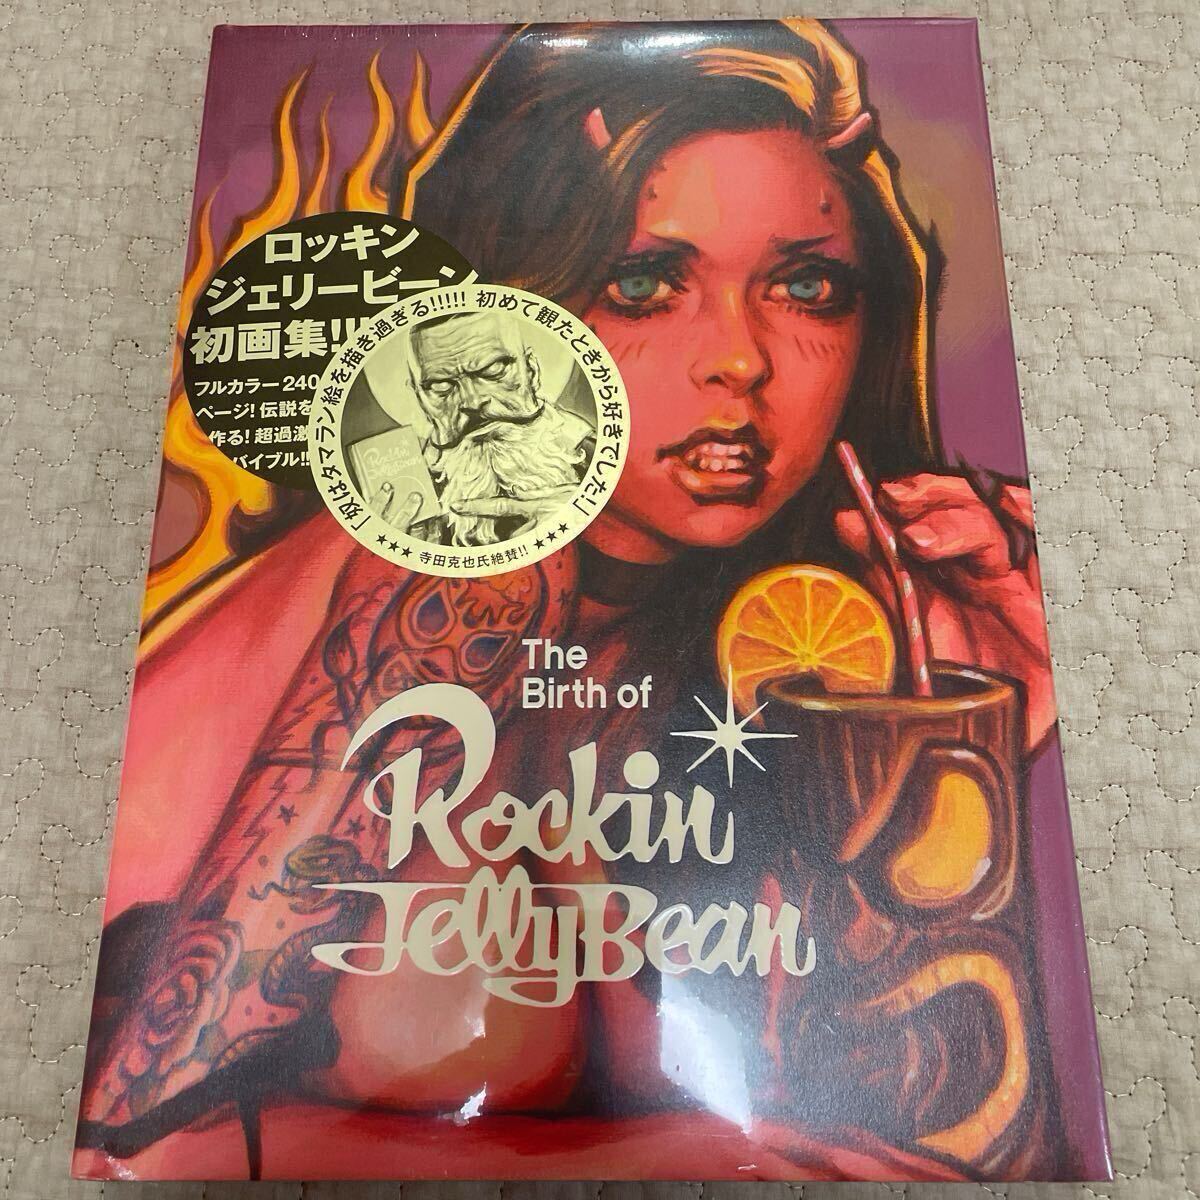 ロッキン
ジェリービーン
初画集!!
フルカラー240
ページ!伝説を
作る!超過激
バイブル!!
「奴はタマラン絵を描き過ぎる!!!!! 初めて観たときから好きでした!」
★★★ 寺田克也氏絶賛!! ★★★
Rockin'
JellyBean
The
Birth of
Rockin'
JellyBean